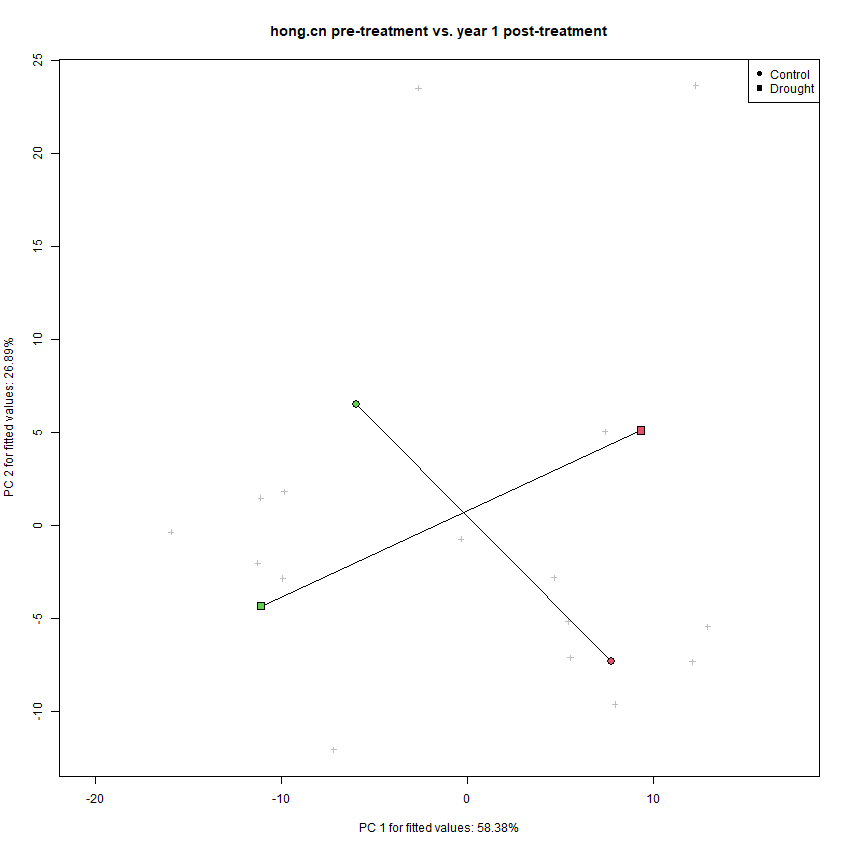 hong.cn pre-treatment vs. year 1 post-treatment
Control
Drought
25
20
15
10
5
0
-5
-10
PC 2 for fitted values: 26.89%
-20
-10
0
10
PC 1 for fitted values: 58.38%